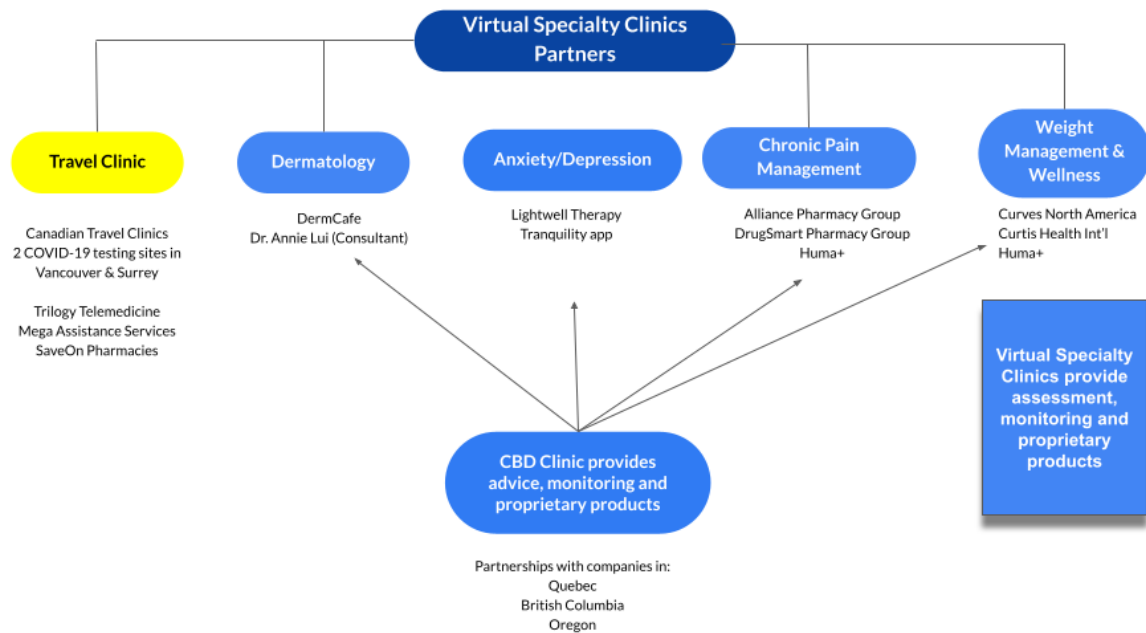 Virtual Specialty Clinics
Partners
Travel Clinic
Dermatology
Anxiety/Depression
Chronic Pain
Management
Weight
Management &
Wellness
Canadian Travel Clinics
2 COVID-19 testing sites in
Vancouver & Surrey
Trilogy Telemedicine
Mega Assistance Services
SaveOn Pharmacies
DermCafe
Dr. Annie Lui (Consultant)
Lightwell Therapy
Tranquility app
Alliance Pharmacy Group
DrugSmart Pharmacy Group
Huma+
Curves North America
Curtis Health Int'l
Huma+
Virtual Specialty
Clinics provide
assessment,
monitoring and
proprietary
products
CBD Clinic provides
advice, monitoring and
proprietary products
Partnerships with companies in:
Quebec
British Columbia
Oregon